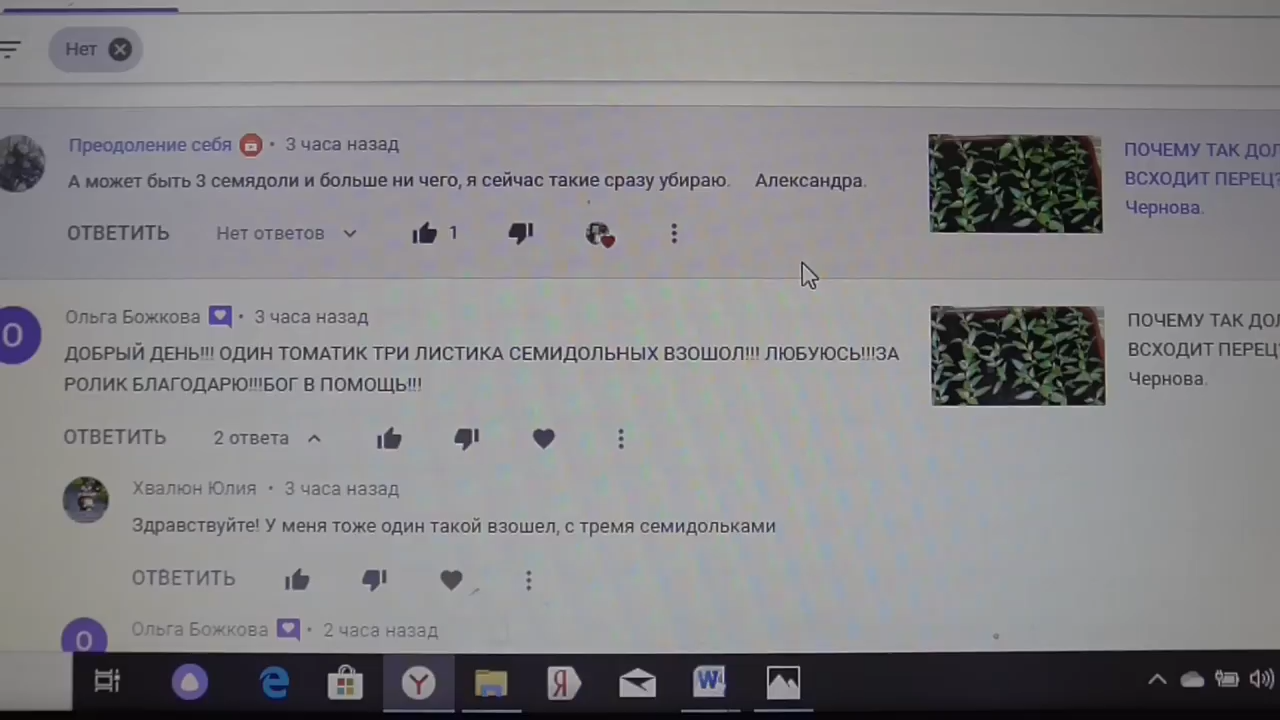 Нет
Преодоление себя • 3 часа назад
А может быть 3 семядоли и больше ни чего, я сейчас такие сразу убираю. Александра.
ОТВЕТИТЬ Нет ответов 1
ПОЧЕМУ ТАК ДОЛ
ВСХОДИТ ПЕРЕЦ?
Чернова.
О
Ольга Божкова • 3 часа назад
ДОБРЫЙ ДЕНЬ!!! ОДИН ТОМАТИК ТРИ ЛИСТИКА СЕМИДОЛЬНЫХ ВЗОШОЛ!!! ЛЮБУЮСЬ!!!ЗА
РОЛИК БЛАГОДАРЮ!!!БОГ В ПОМОЩЬ!!!
ОТВЕТИТЬ 2 ответа
ПОЧЕМУ ТАК ДОЛ
ВСХОДИТ ПЕРЕЦ?
Чернова.
Хвалюн Юлия • 3 часа назад
Здравствуйте! У меня тоже один такой взошел, с тремя семидольками
ОТВЕТИТЬ
О
Ольга Божкова • 2 часа назад
Y
Я
W